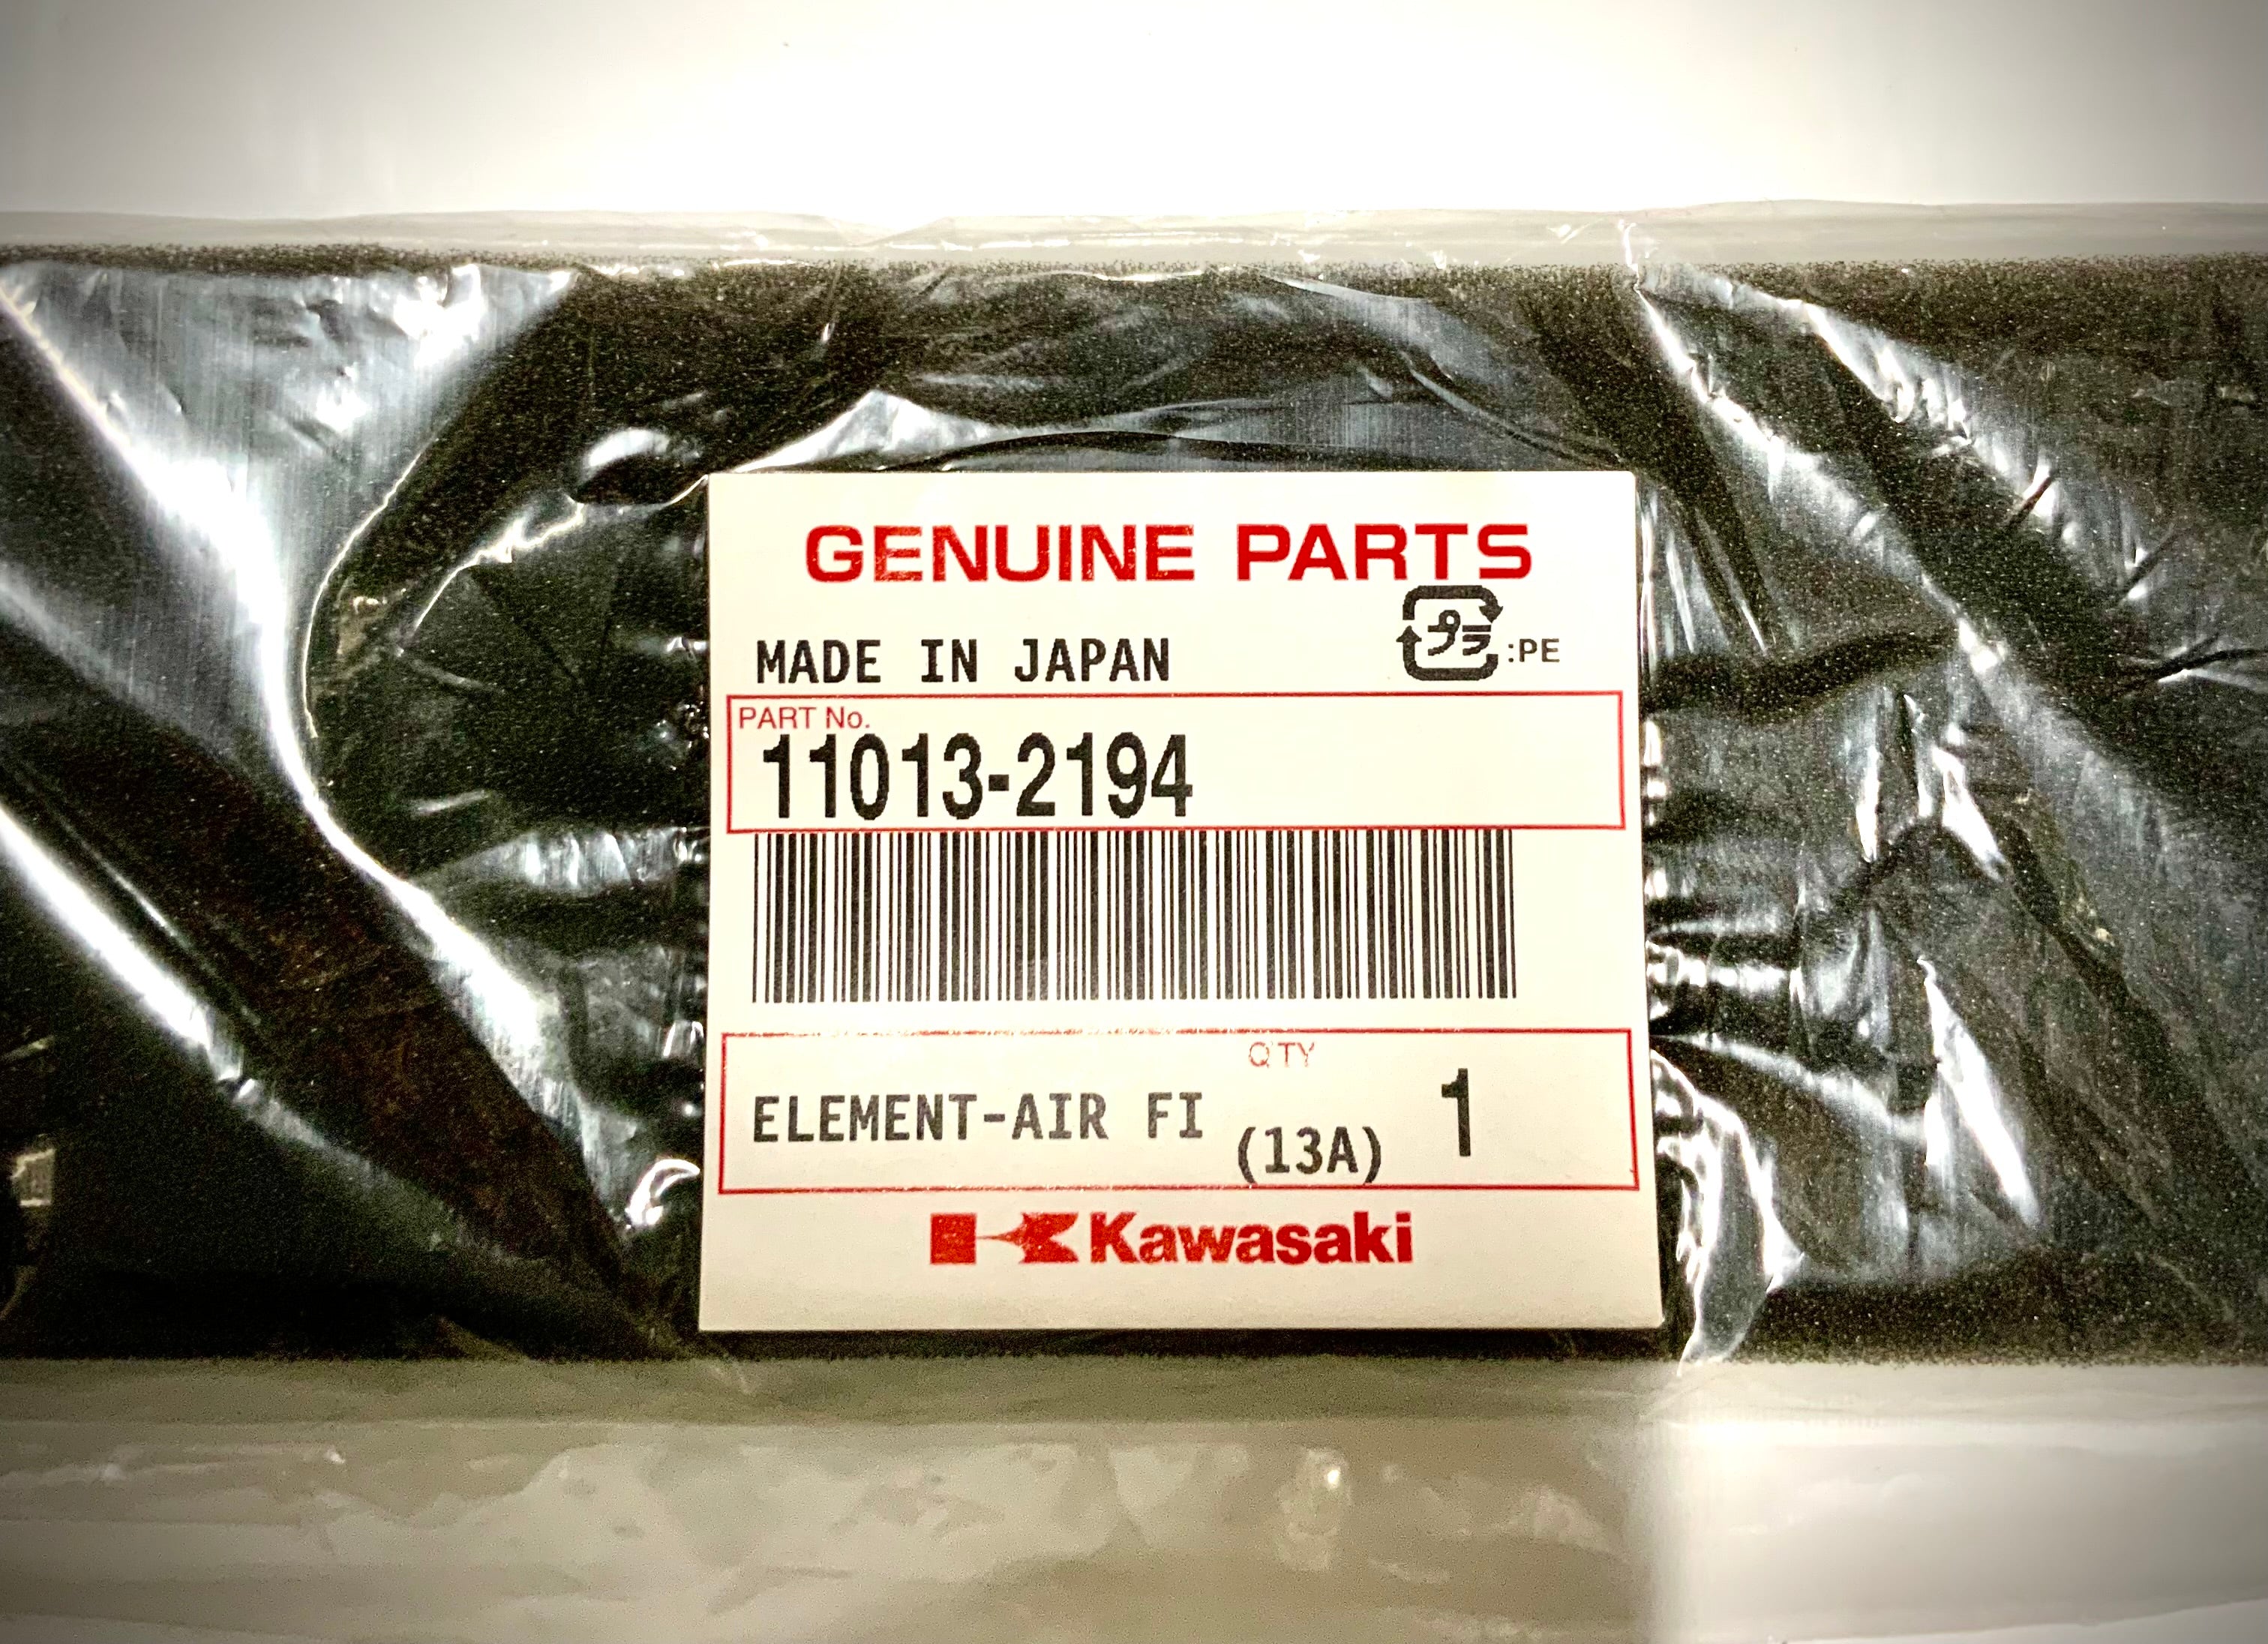 GENUINE PARTS
MADE IN JAPAN
プラ :PE
PART No.
11013-2194
Q'TY
ELEMENT-AIR FI (13A) 1
Kawasaki